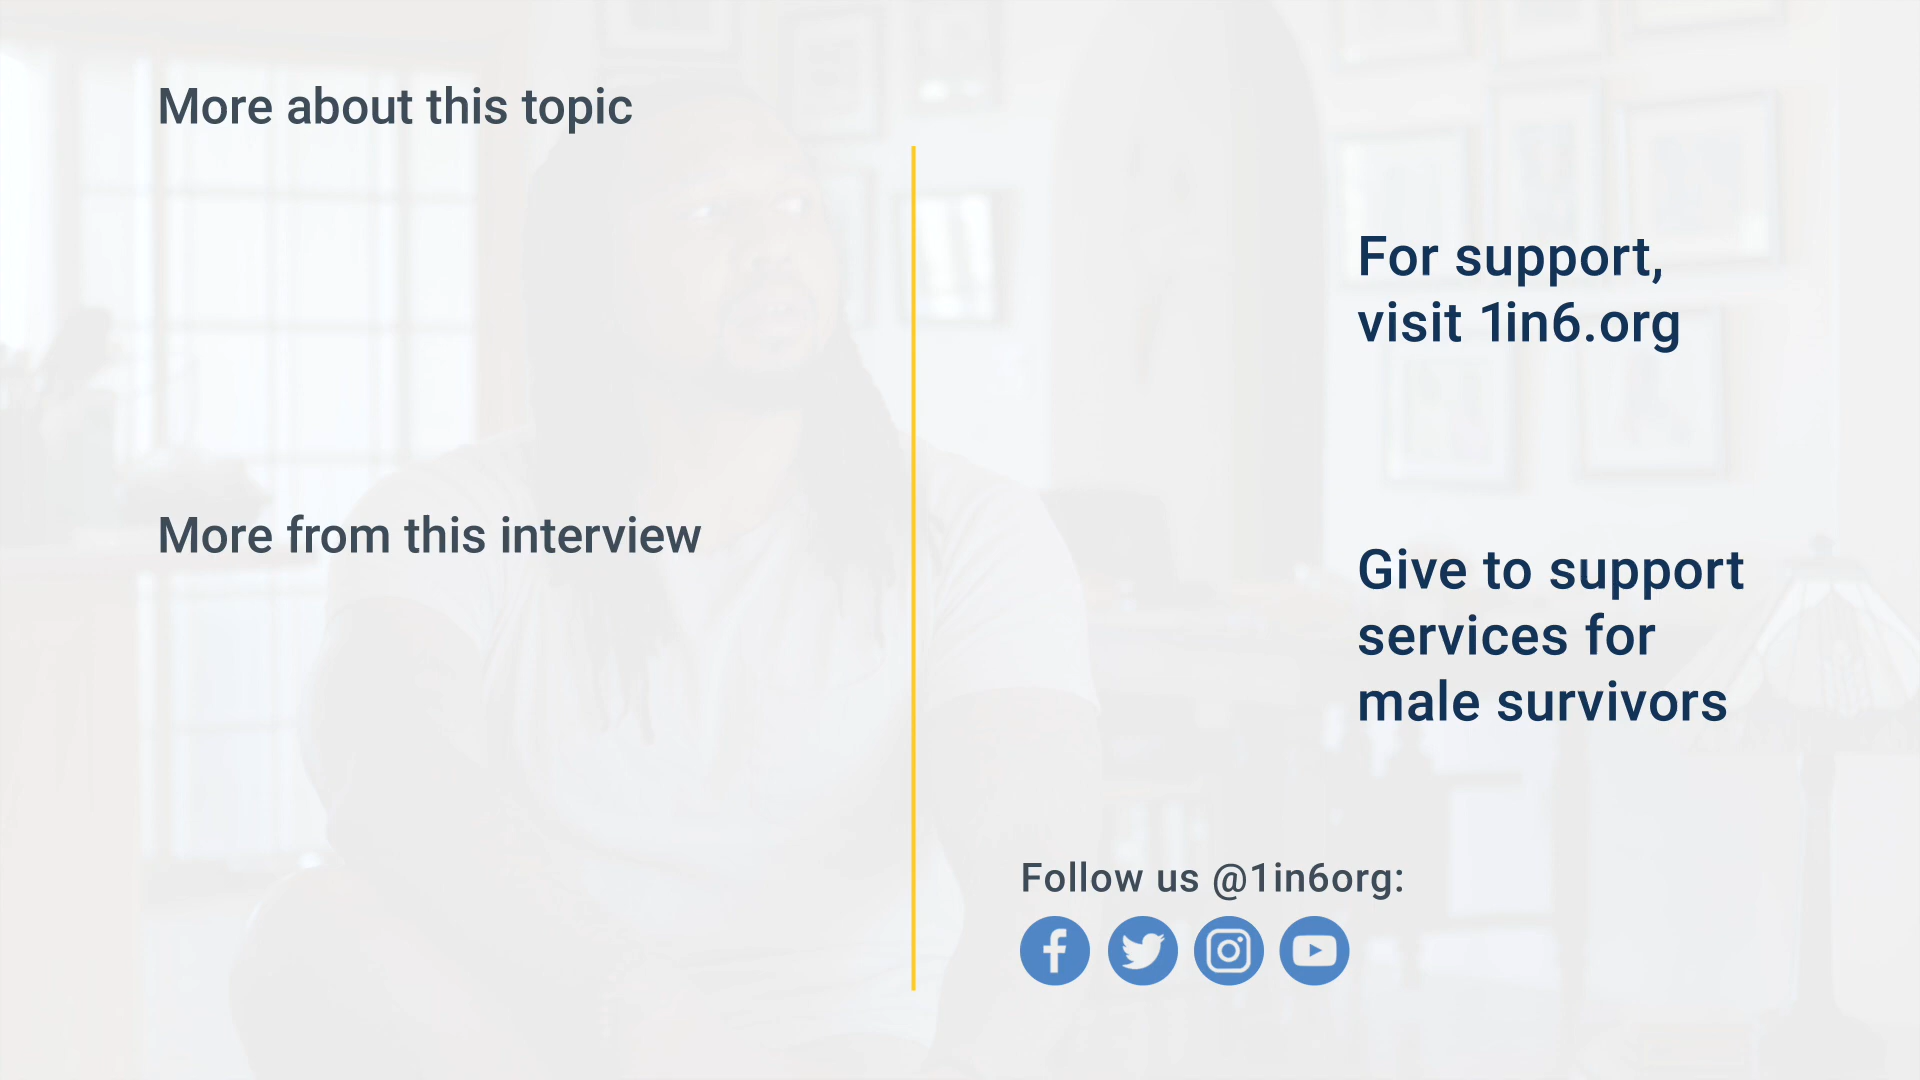 More about this topic
More from this interview
For support,
visit 1in6.org
Give to support
services for
male survivors
Follow us @1in6org: